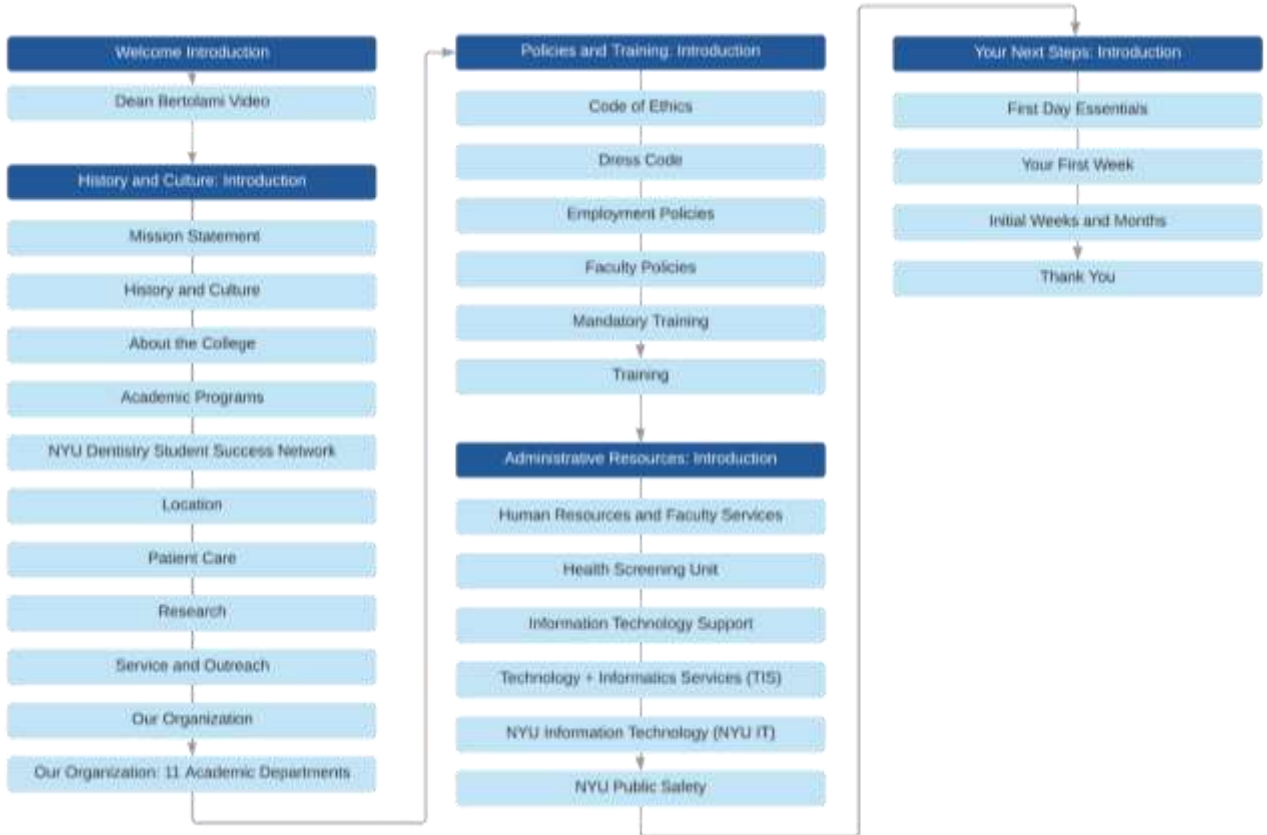 Welcome Introduction
Dean Bertolami Video
History and Culture: Introduction
Mission Statement
History and Culture
About the College
Academic Programs
NYU Dentistry Student Success Network
Location
Patient Care
Research
Service and Outreach
Our Organization
Our Organization: 11 Academic Departments
Policies and Training: Introduction
Code of Ethics
Dress Code
Employment Policies
Faculty Policies
Mandatory Training
Training
Administrative Resources: Introduction
Human Resources and Faculty Services
Health Screening Unit
Information Technology Support
Technology + Informatics Services (TIS)
NYU Information Technology (NYU IT)
NYU Public Safety
Your Next Steps: Introduction
First Day Essentials
Your First Week
Initial Weeks and Months
Thank You